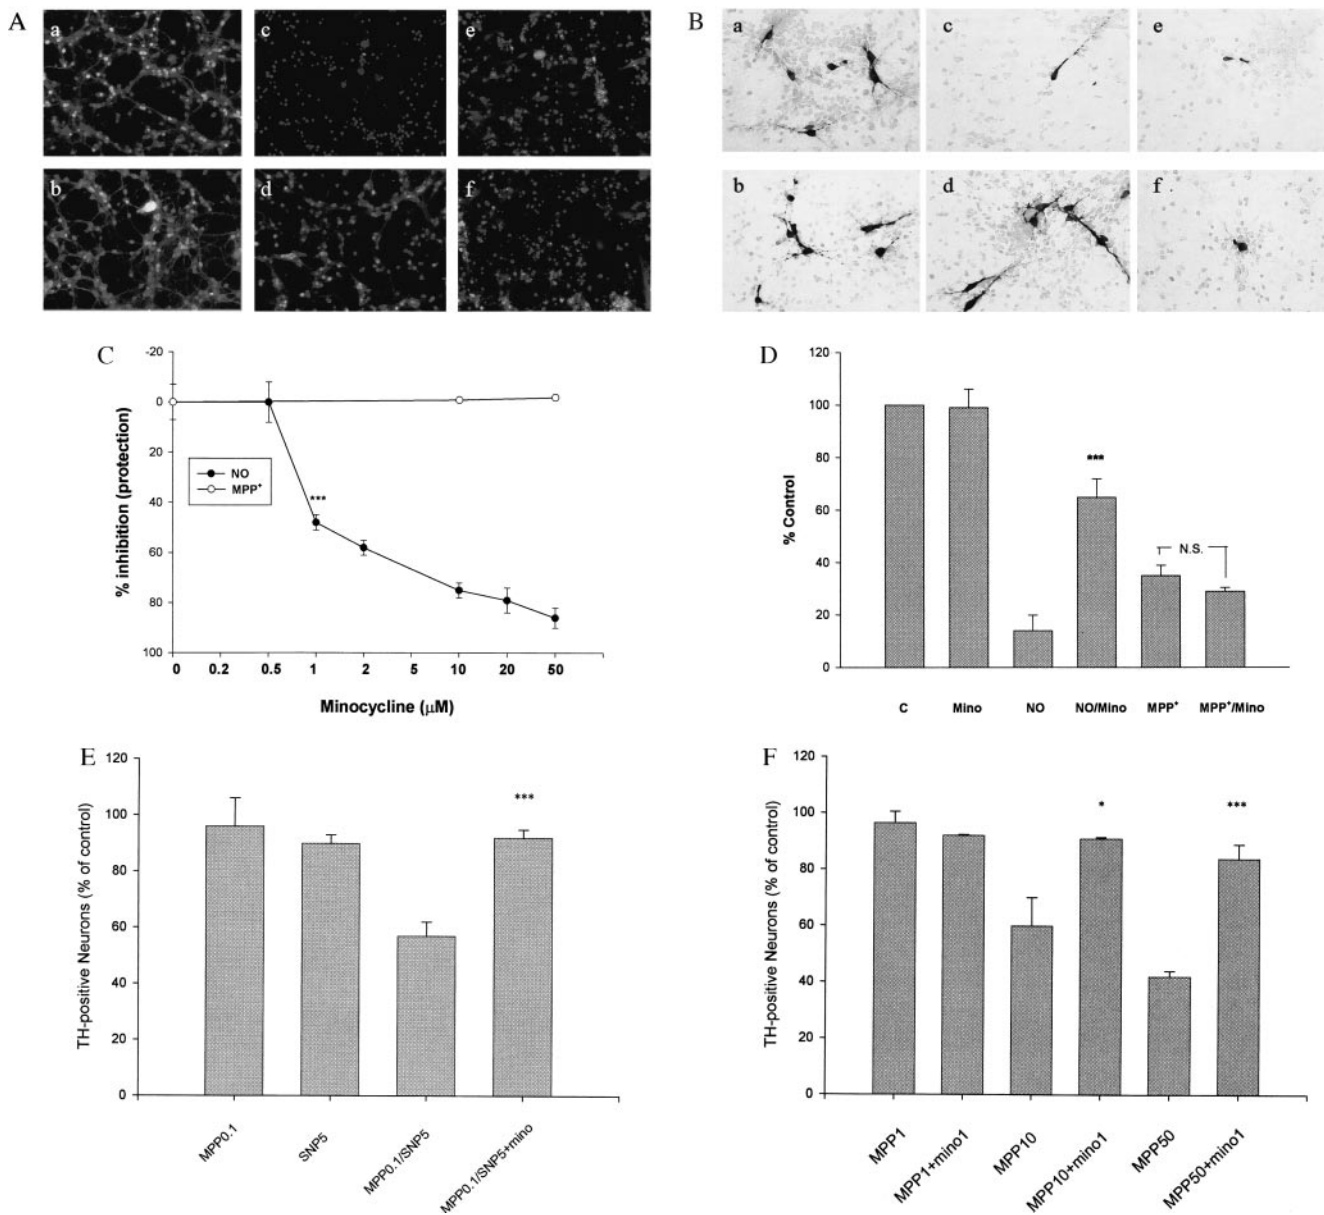 A
a
c
e
b
d
f
B
a
c
e
b
d
f
C
% inhibition (protection)
-20
0
20
40
60
80
100
NO
MPP+
***
0 0.2 0.5 1 2 5 10 20 50
Minocycline (μM)
D
% Control
120
100
80
60
40
20
0
***
N.S.
C Mino NO NO/Mino MPP+ MPP+/Mino
E
TH-positive Neurons (% of control)
120
100
80
60
40
20
0
***
MPP0.1
SNP5
MPP0.1/SNP5
MPP0.1/SNP5+mino
F
TH-positive Neurons (% of control)
120
100
80
60
40
20
0
*
***
MPP1
MPP1+mino1
MPP10
MPP10+mino1
MPP50
MPP50+mino1